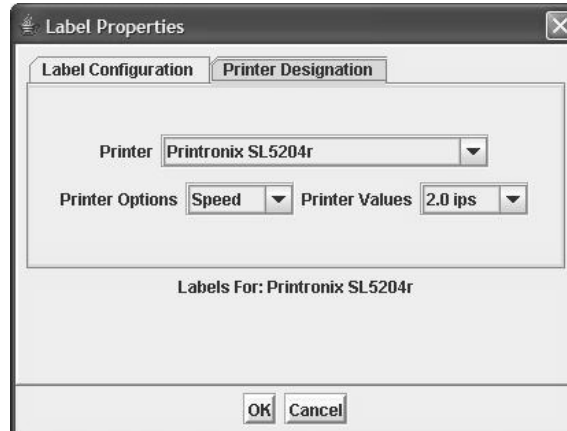 Label Properties
Label Configuration Printer Designation
Printer Printronix SL5204r
Printer Options Speed Printer Values 2.0 ips
Labels For: Printronix SL5204r
OK Cancel